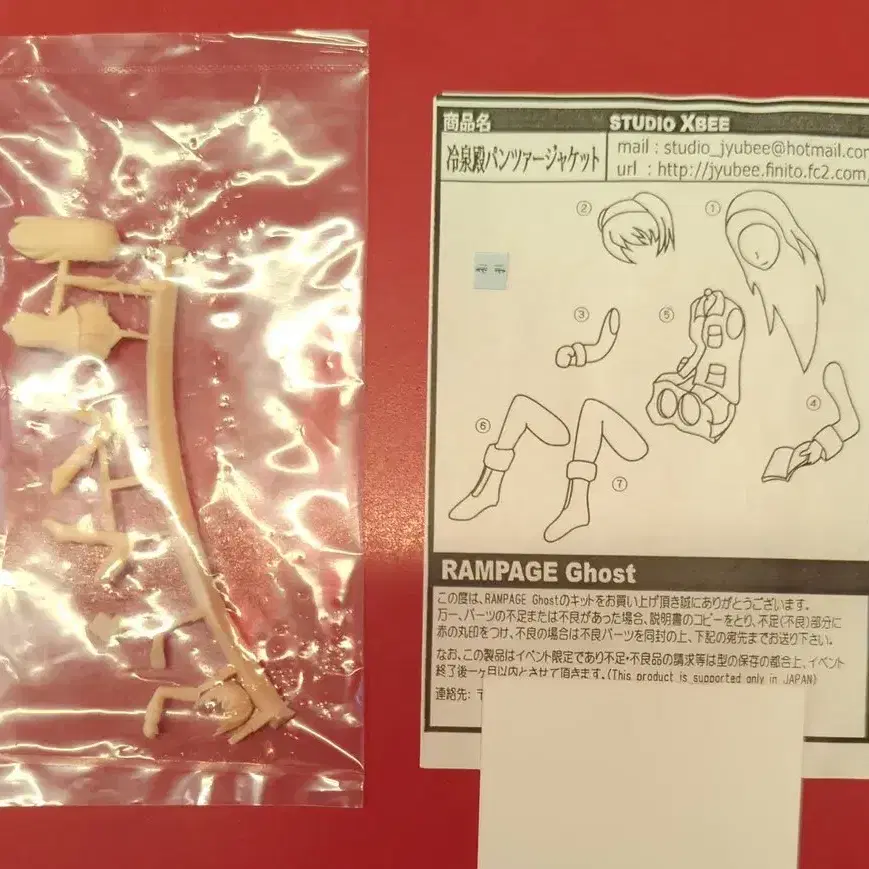 商品名
冷泉殿パンツァージャケット
STUDIO XBEE
mail : studio_jyubee@hotmail.com
url : http://jyubee.finito.fc2.com/
②
①
③
⑤
④
⑥
⑦
RAMPAGE Ghost
この度は、RAMPAGE Ghostのキットをお買い上げ頂き誠にありがとうございます。
万一、パーツの不足または不良があった場合、説明書のコピーをとり、不足(不良)部分に
赤の丸印をつけ、不良の場合は不良パーツを同封の上、下記の宛先までお送り下さい。
なお、この製品はイベント限定であり不足・不良品の請求等は型の保存の都合上、イベント
終了後一ヶ月以内とさせて頂きます。(This product is supported only in JAPAN)
連絡先: 〒